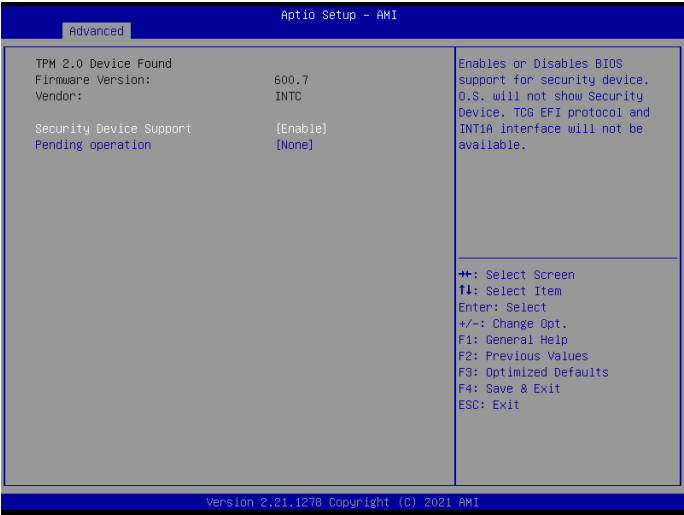 Aptio Setup - AMI
Advanced
TPM 2.0 Device Found
Firmware Version: 600.7
Vendor: INTC
Security Device Support [Enable]
Pending operation [None]
Enables or Disables BIOS
support for security device.
O.S. will not show Security
Device. TCG EFI protocol and
INT1A interface will not be
available.
→←: Select Screen
↑↓: Select Item
Enter: Select
+/-: Change Opt.
F1: General Help
F2: Previous Values
F3: Optimized Defaults
F4: Save & Exit
ESC: Exit
Version 2.21.1278 Copyright (C) 2021 AMI